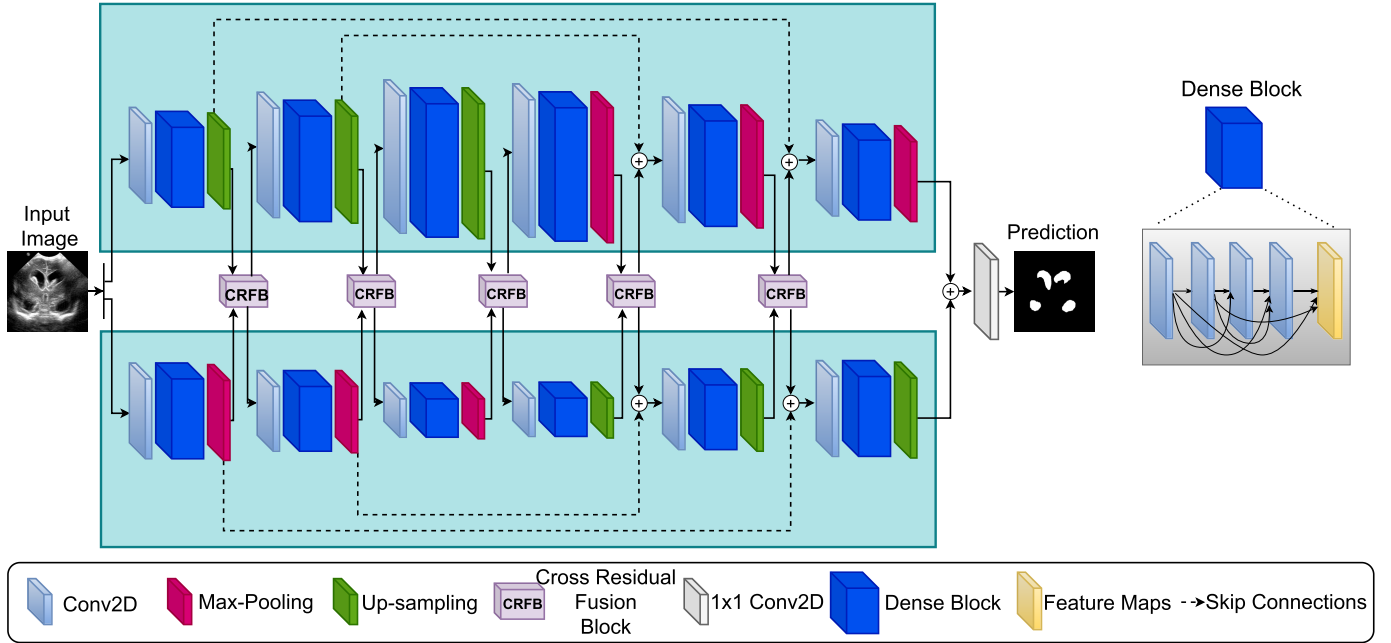 Dense Block
Input
Image
Prediction
CRFB
CRFB
CRFB
CRFB
CRFB
+
+
+
+
+
Conv2D
Max-Pooling
Up-sampling
CRFB
Cross Residual
Fusion
Block
1x1 Conv2D
Dense Block
Feature Maps
Skip Connections